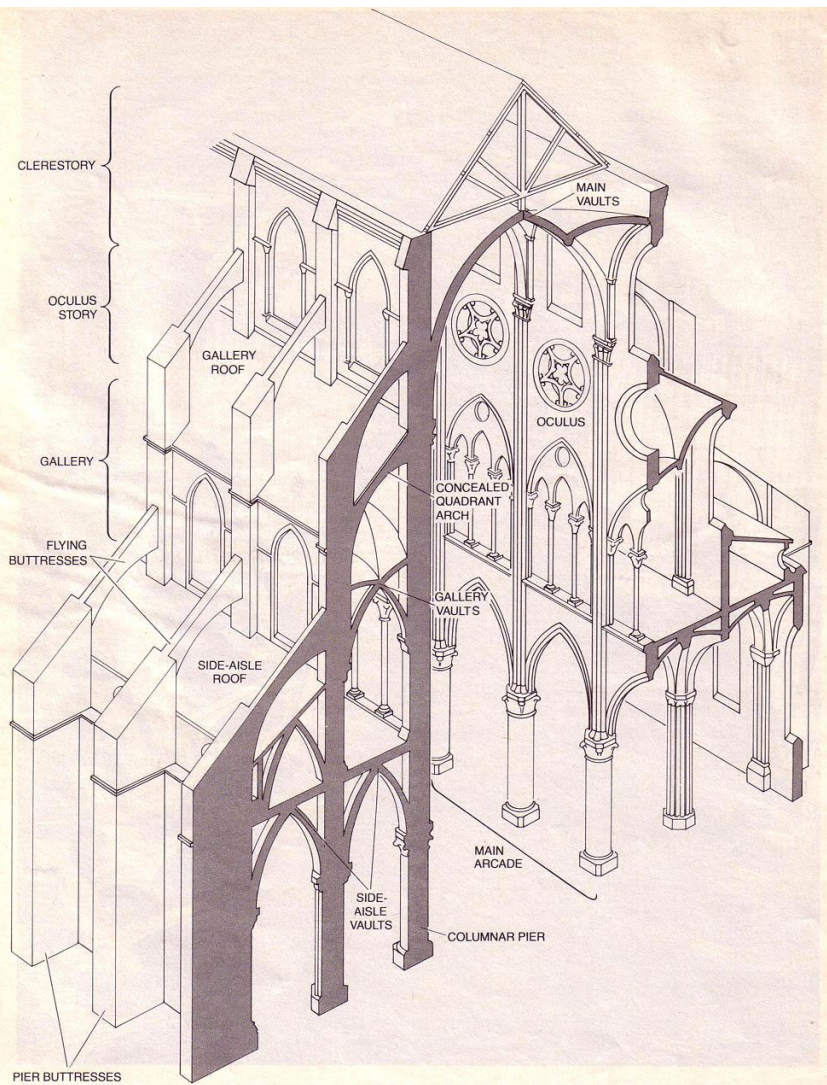 CLERESTORY
MAIN
VAULTS
OCULUS
STORY
GALLERY
ROOF
OCULUS
GALLERY
CONCEALED
QUADRANT
ARCH
FLYING
BUTTRESSES
GALLERY
VAULTS
SIDE-AISLE
ROOF
MAIN
ARCADE
SIDE-
AISLE
VAULTS
COLUMNAR PIER
PIER BUTTRESSES